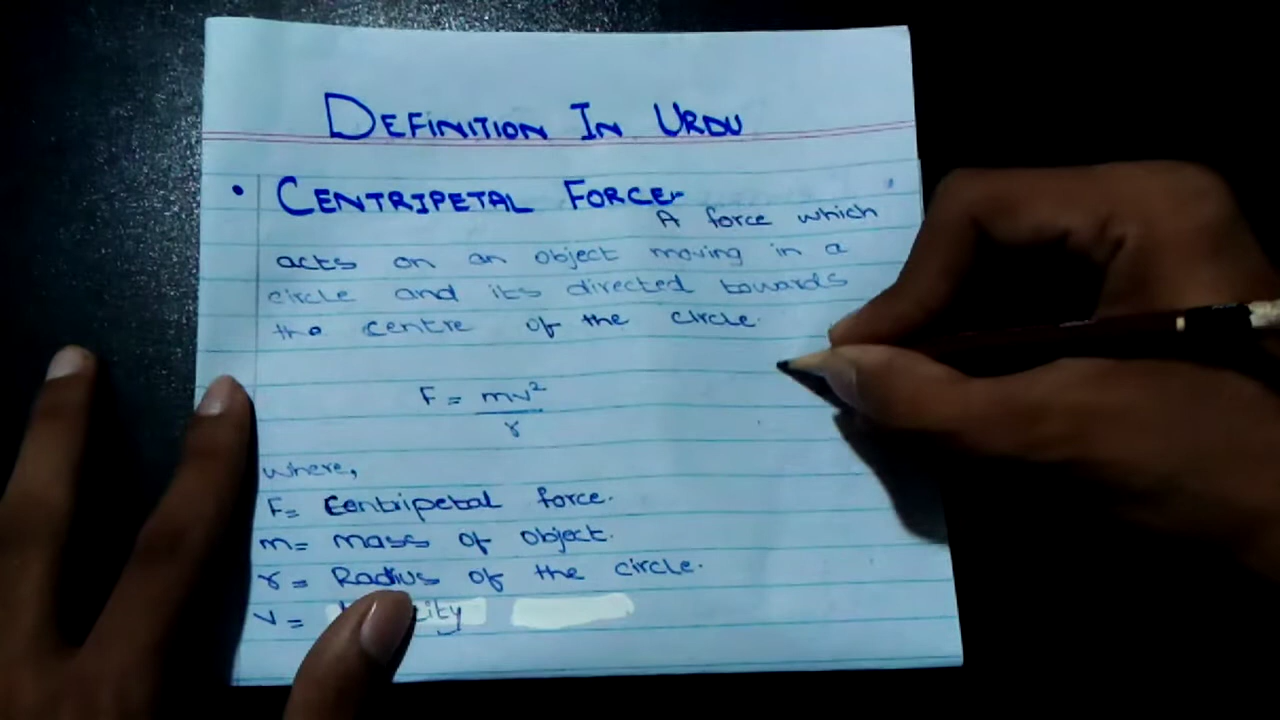 DEFINITION IN URDU
• CENTRIPETAL FORCE:-
A force which
acts on an object moving in a
circle and its directed towards
the centre of the circle.
F = mv²
r
where,
F= Centripetal force.
m= mass of object.
r = Radius of the circle.
v =